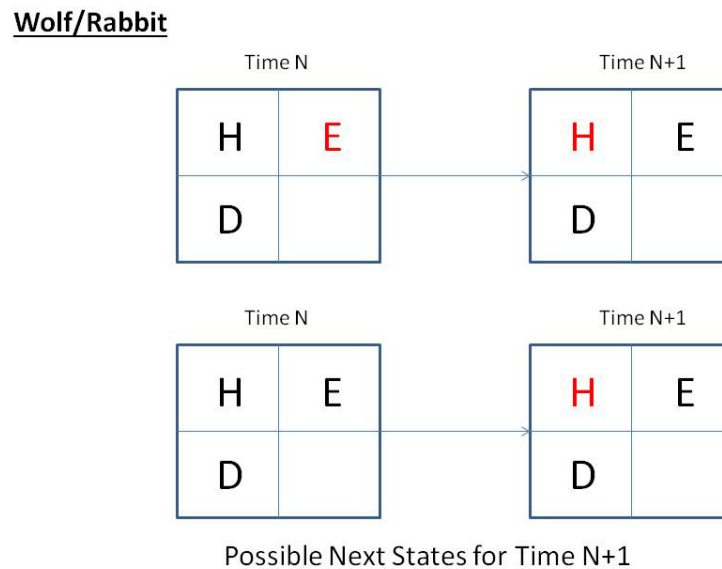 Wolf/Rabbit
Time N
Time N+1
H E
H E
D
D
Time N
Time N+1
H E
H E
D
D
Possible Next States for Time N+1